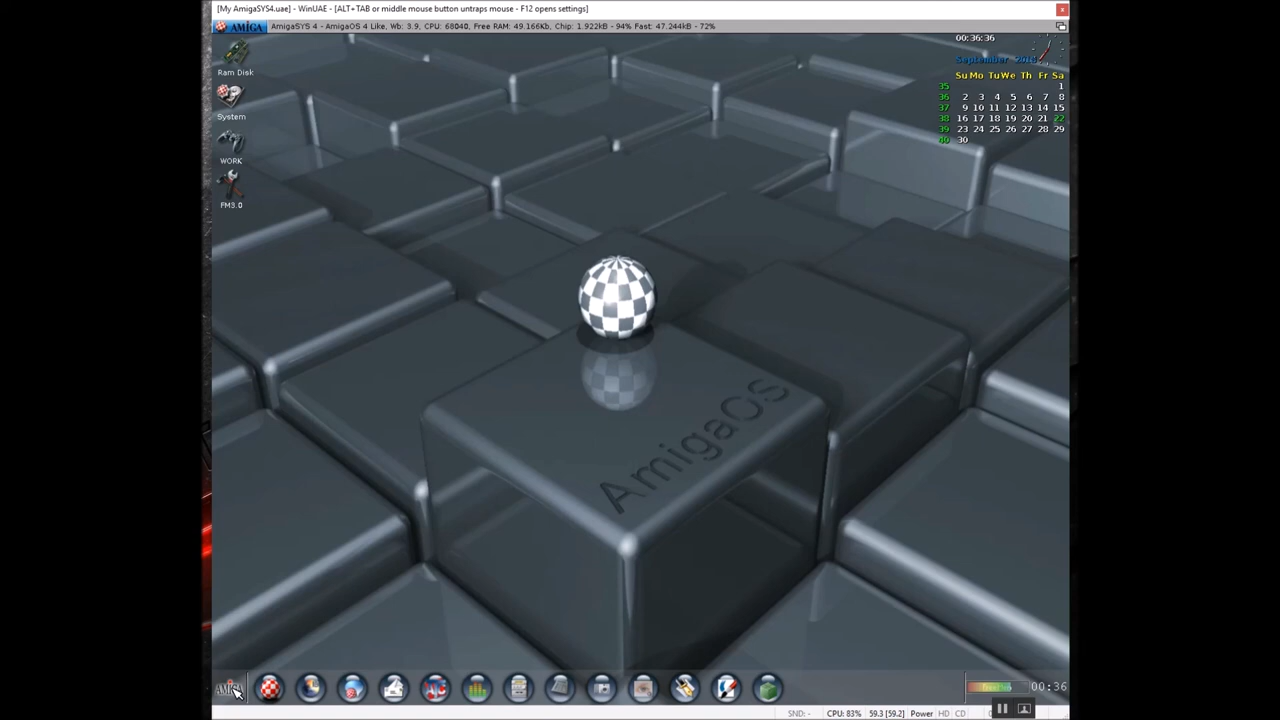 [My AmigaSYS4.uae] - WinUAE - [ALT+TAB or middle mouse button untraps mouse - F12 opens settings]
AMIGA AmigaSYS 4 - AmigaOS 4 Like, Wb: 3.9, CPU: 68040, Free RAM: 49.166Kb, Chip: 1.922kB - 94% Fast: 47.244kB - 72%
00:36:36
September 2018
Su Mo Tu We Th Fr Sa
35 1
36 2 3 4 5 6 7 8
37 9 10 11 12 13 14 15
38 16 17 18 19 20 21 22
39 23 24 25 26 27 28 29
40 30
Ram Disk
System
WORK
FM3.0
AmigaOS
AMIGA
00:36
SND: - CPU: 83% 59.3 [59.2] Power HD CD